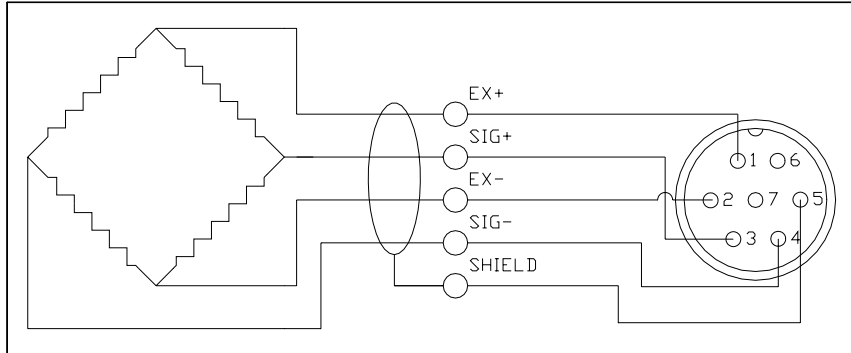 EX+
SIG+
EX-
SIG-
SHIELD
1 6
2 7 5
3 4